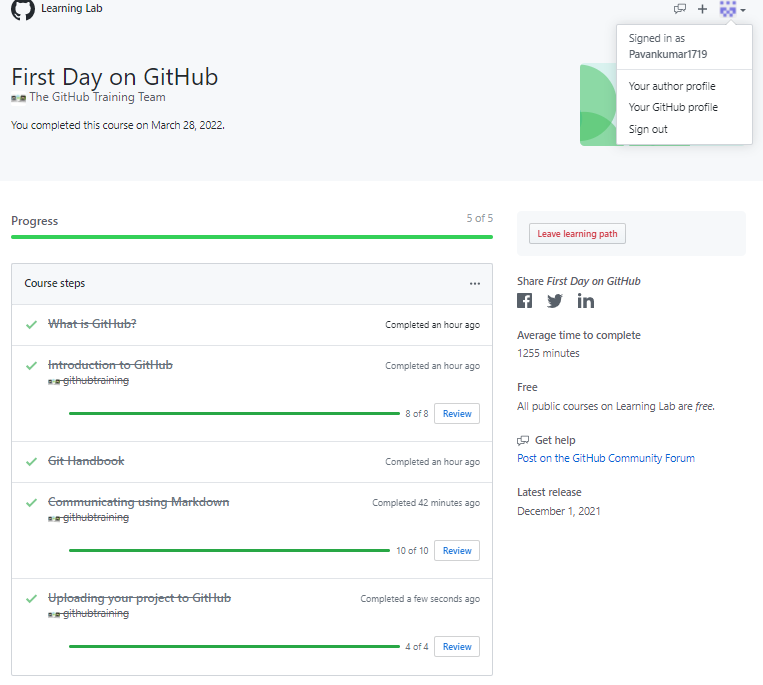 Learning Lab
Signed in as
Pavankumar1719
Your author profile
Your GitHub profile
Sign out
First Day on GitHub
The GitHub Training Team
You completed this course on March 28, 2022.
Progress
5 of 5
Course steps
What is GitHub?
Completed an hour ago
Introduction to GitHub
Completed an hour ago
githubtraining
8 of 8
Review
Git Handbook
Completed an hour ago
Communicating using Markdown
Completed 42 minutes ago
githubtraining
10 of 10
Review
Uploading your project to GitHub
Completed a few seconds ago
githubtraining
4 of 4
Review
Leave learning path
Share First Day on GitHub
Average time to complete
1255 minutes
Free
All public courses on Learning Lab are free.
Get help
Post on the GitHub Community Forum
Latest release
December 1, 2021